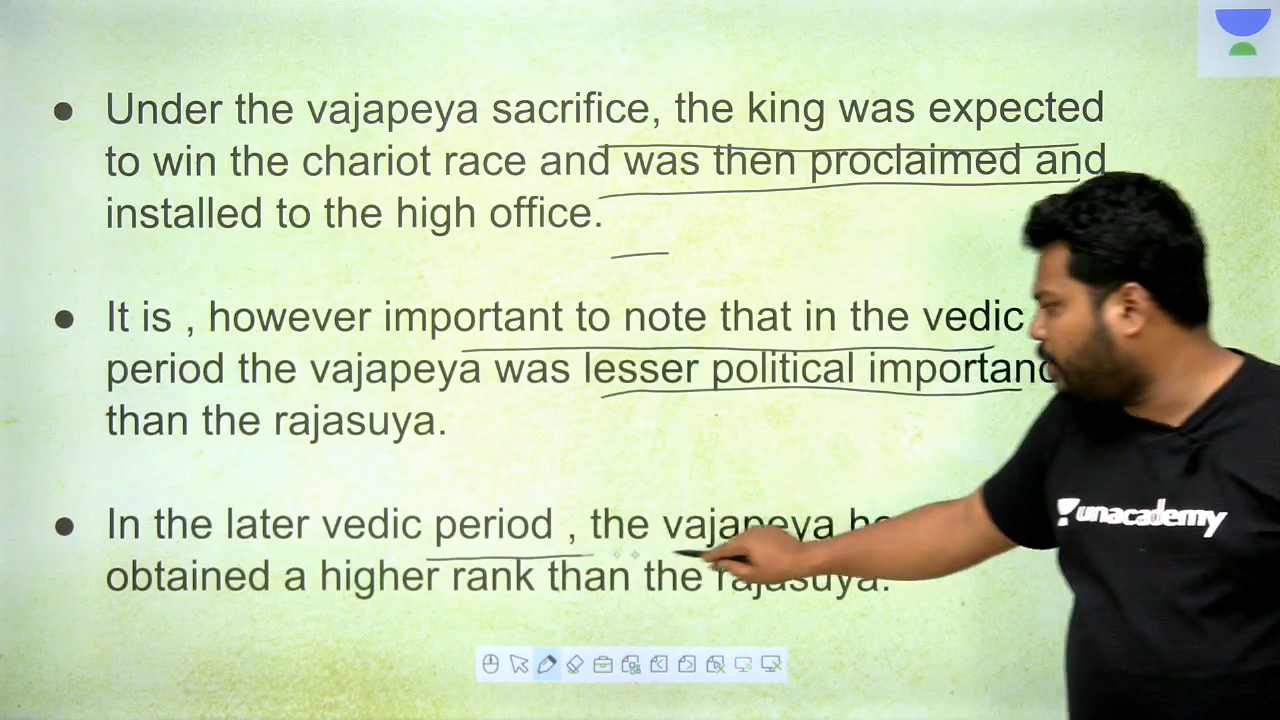 Under the vajapeya sacrifice, the king was expected
to win the chariot race and was then proclaimed and
installed to the high office.
It is , however important to note that in the vedic
period the vajapeya was lesser political
than the rajasuya.
In the later vedic period , the vajapeya
obtained a higher rank than the rajasuya.
unacademy